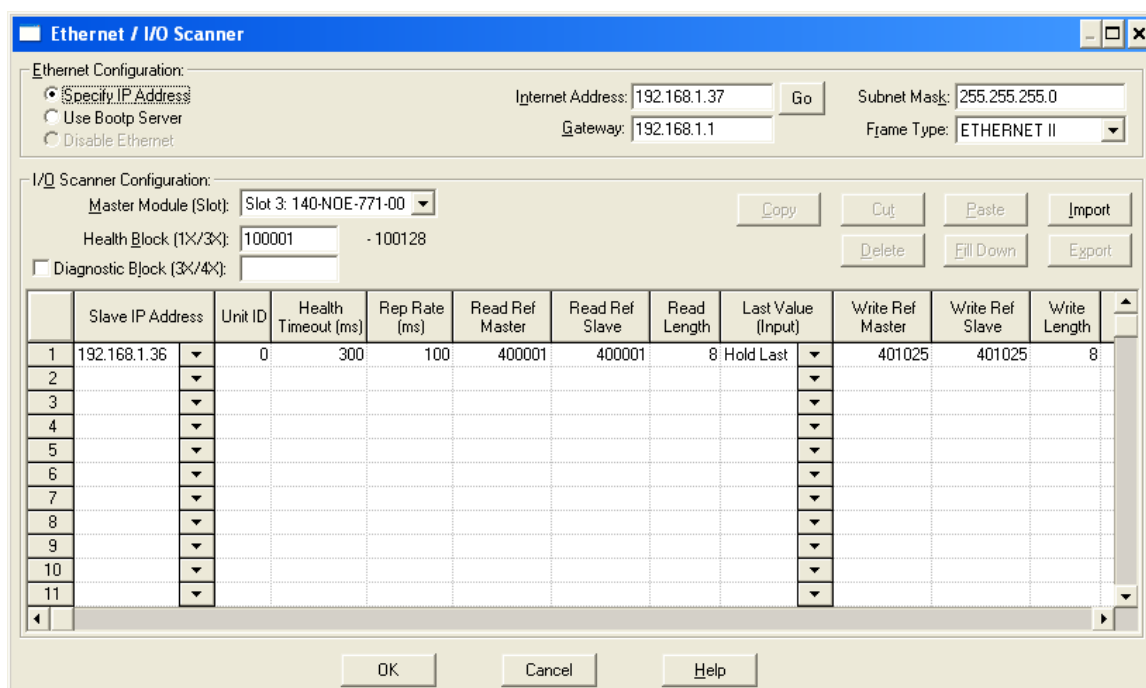 Ethernet / I/O Scanner
Ethernet Configuration:
Specify IP Address
Internet Address: 192.168.1.37 Go Subnet Mask: 255.255.255.0
Use Bootp Server
Gateway: 192.168.1.1 Frame Type: ETHERNET II
Disable Ethernet
I/O Scanner Configuration:
Master Module (Slot): Slot 3: 140-NOE-771-00 Copy Cut Paste Import
Health Block (1X/3X): 100001 - 100128
Delete Fill Down Export
Diagnostic Block (3X/4X):
Slave IP Address Unit ID Health Timeout (ms) Rep Rate (ms) Read Ref Master Read Ref Slave Read Length Last Value (Input) Write Ref Master Write Ref Slave Write Length
1 192.168.1.36 0 300 100 400001 400001 8 Hold Last 401025 401025 8
2
3
4
5
6
7
8
9
10
11
OK Cancel Help